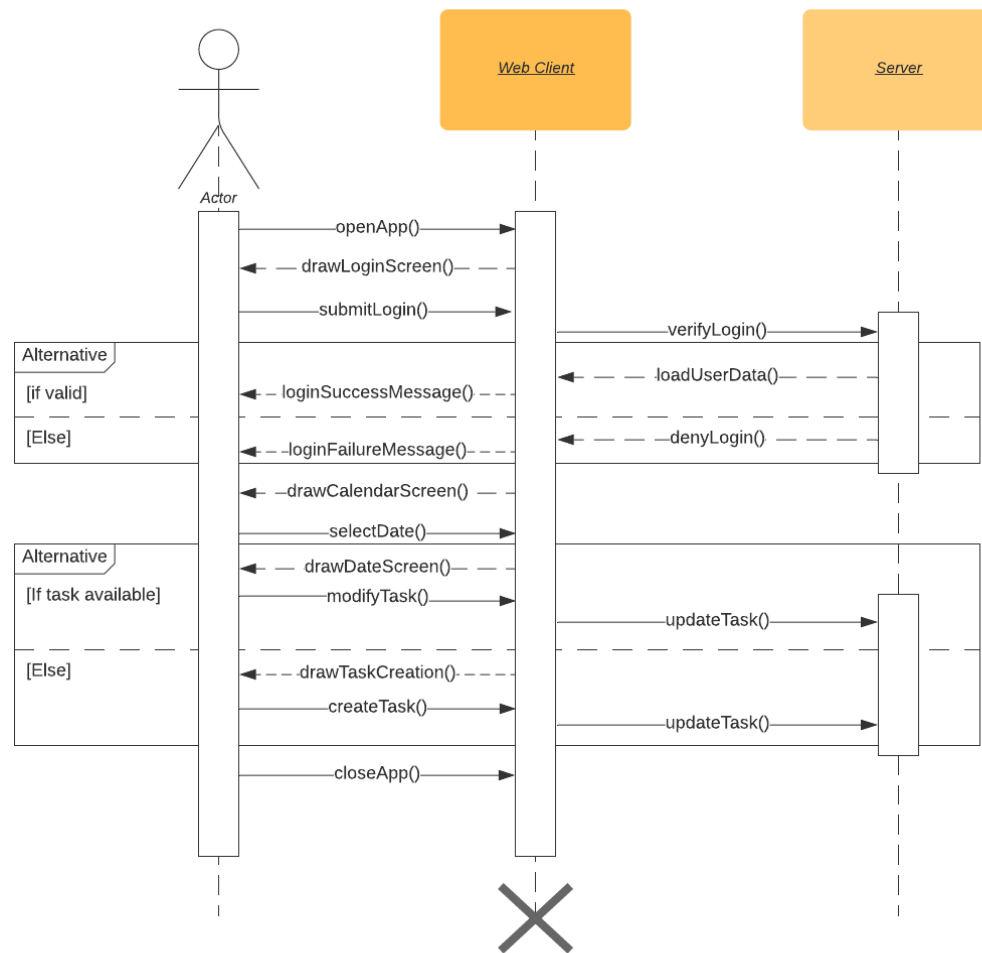 Web Client
Server
Actor
openApp()
drawLoginScreen()
submitLogin()
verifyLogin()
Alternative
loadUserData()
[if valid]
loginSuccessMessage()
[Else]
denyLogin()
loginFailureMessage()
drawCalendarScreen()
selectDate()
Alternative
drawDateScreen()
[If task available]
modifyTask()
updateTask()
[Else]
drawTaskCreation()
createTask()
updateTask()
closeApp()